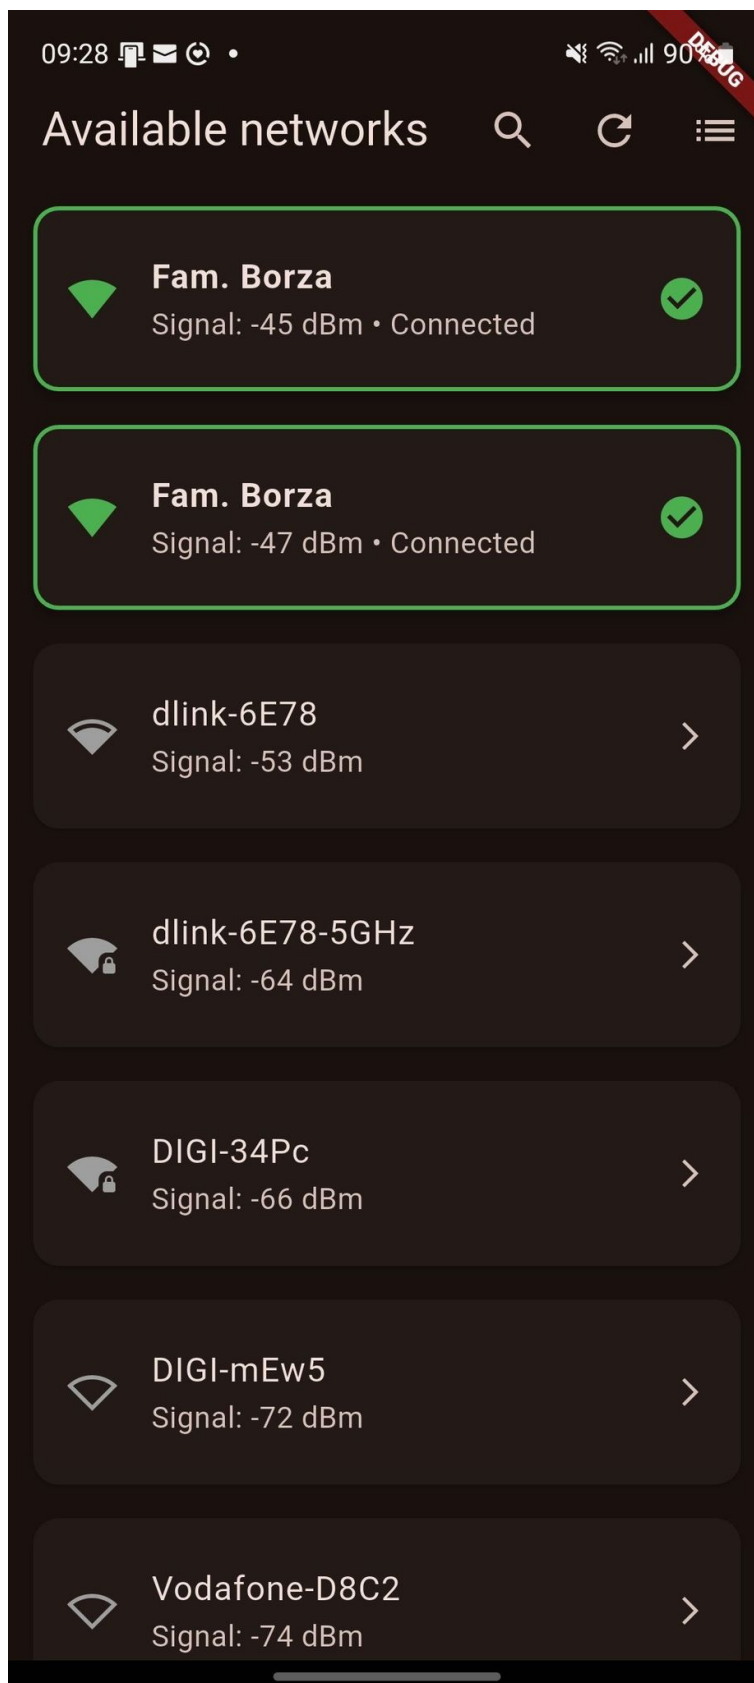 09:28
90%
DEBUG
Available networks
Fam. Borza
Signal: -45 dBm • Connected
Fam. Borza
Signal: -47 dBm • Connected
dlink-6E78
Signal: -53 dBm
dlink-6E78-5GHz
Signal: -64 dBm
DIGI-34Pc
Signal: -66 dBm
DIGI-mEw5
Signal: -72 dBm
Vodafone-D8C2
Signal: -74 dBm